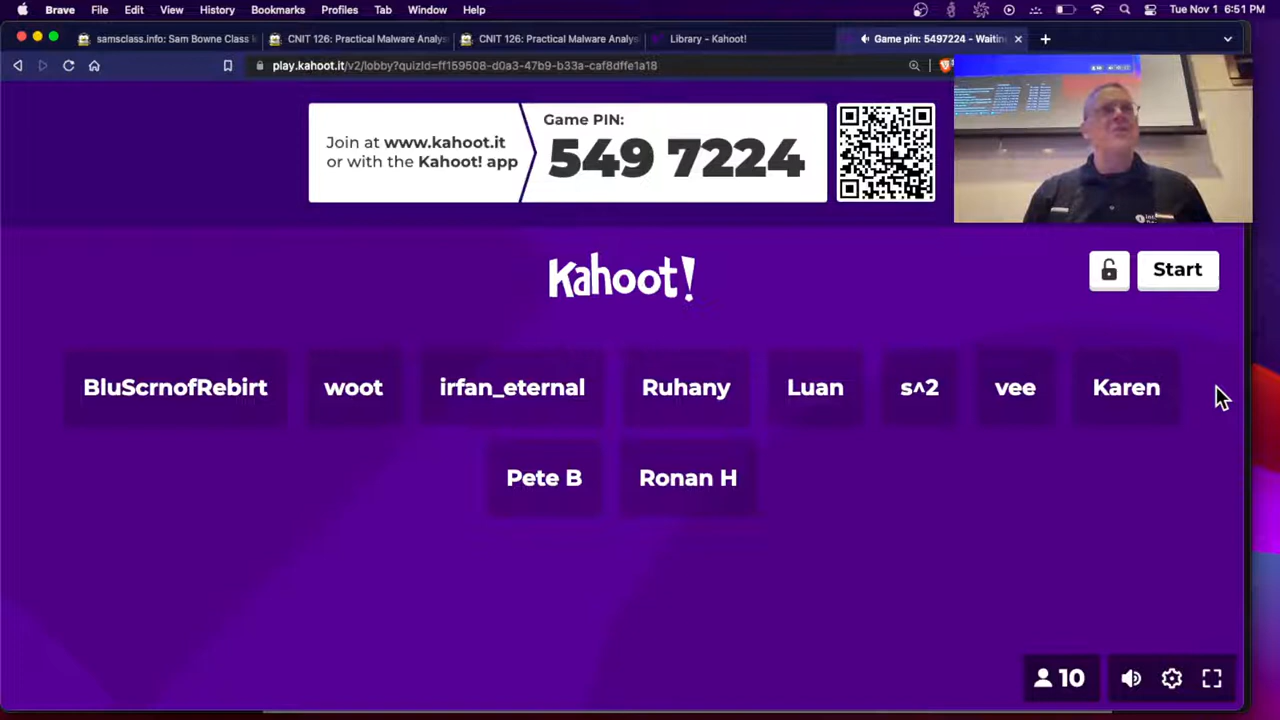 Brave File Edit View History Bookmarks Profiles Tab Window Help Tue Nov 1 6:51 PM
samsclass.info: Sam Bowne Class CNIT 126: Practical Malware Analys CNIT 126: Practical Malware Analys Library - Kahoot! Game pin: 5497224 - Waitin
play.kahoot.it/v2/lobby?quizId=ff159508-d0a3-47b9-b33a-caf8dffe1a18
Join at www.kahoot.it
or with the Kahoot! app
Game PIN:
549 7224
Kahoot!
Start
BluScrnofRebirt woot irfan_eternal Ruhany Luan s^2 vee Karen
Pete B Ronan H
10